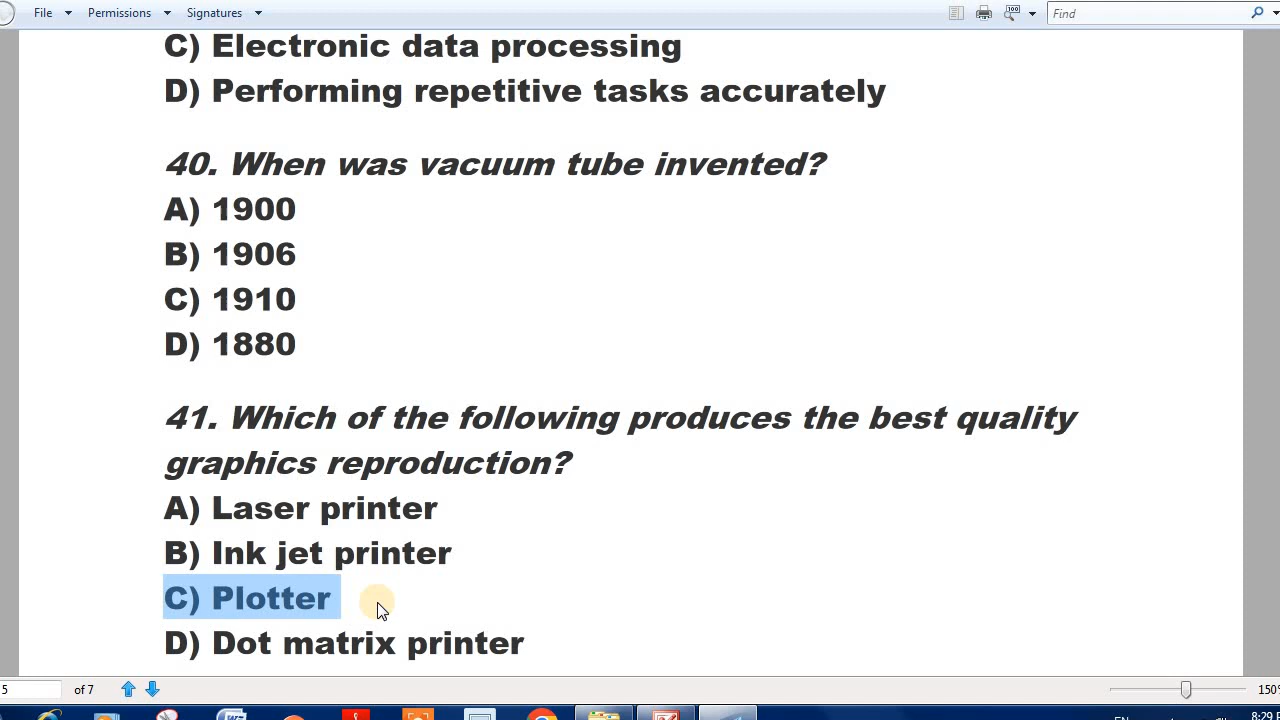 File Permissions Signatures Find
C) Electronic data processing
D) Performing repetitive tasks accurately
40. When was vacuum tube invented?
A) 1900
B) 1906
C) 1910
D) 1880
41. Which of the following produces the best quality
graphics reproduction?
A) Laser printer
B) Ink jet printer
C) Plotter
D) Dot matrix printer
5 of 7 150%
EN